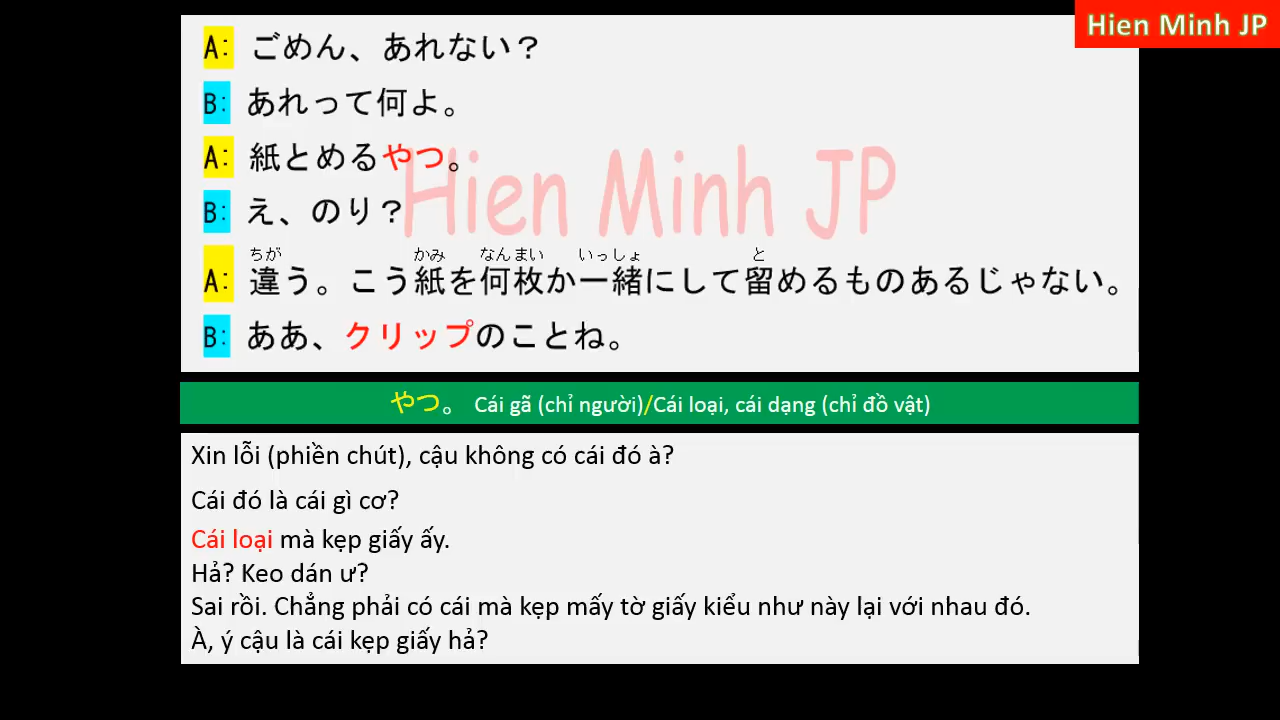 Hien Minh JP
A: ごめん、あれない？
B: あれって何よ。
A: 紙とめるやつ。
Hien Minh JP
B: え、のり？
ちが かみ なんまい いっしょ と
A: 違う。こう紙を何枚か一緒にして留めるものあるじゃない。
B: ああ、クリップのことね。
やつ。 Cái gã (chỉ người)/Cái loại, cái dạng (chỉ đồ vật)
Xin lỗi (phiền chút), cậu không có cái đó à?
Cái đó là cái gì cơ?
Cái loại mà kẹp giấy ấy.
Hả? Keo dán ư?
Sai rồi. Chẳng phải có cái mà kẹp mấy tờ giấy kiểu như này lại với nhau đó.
À, ý cậu là cái kẹp giấy hả?